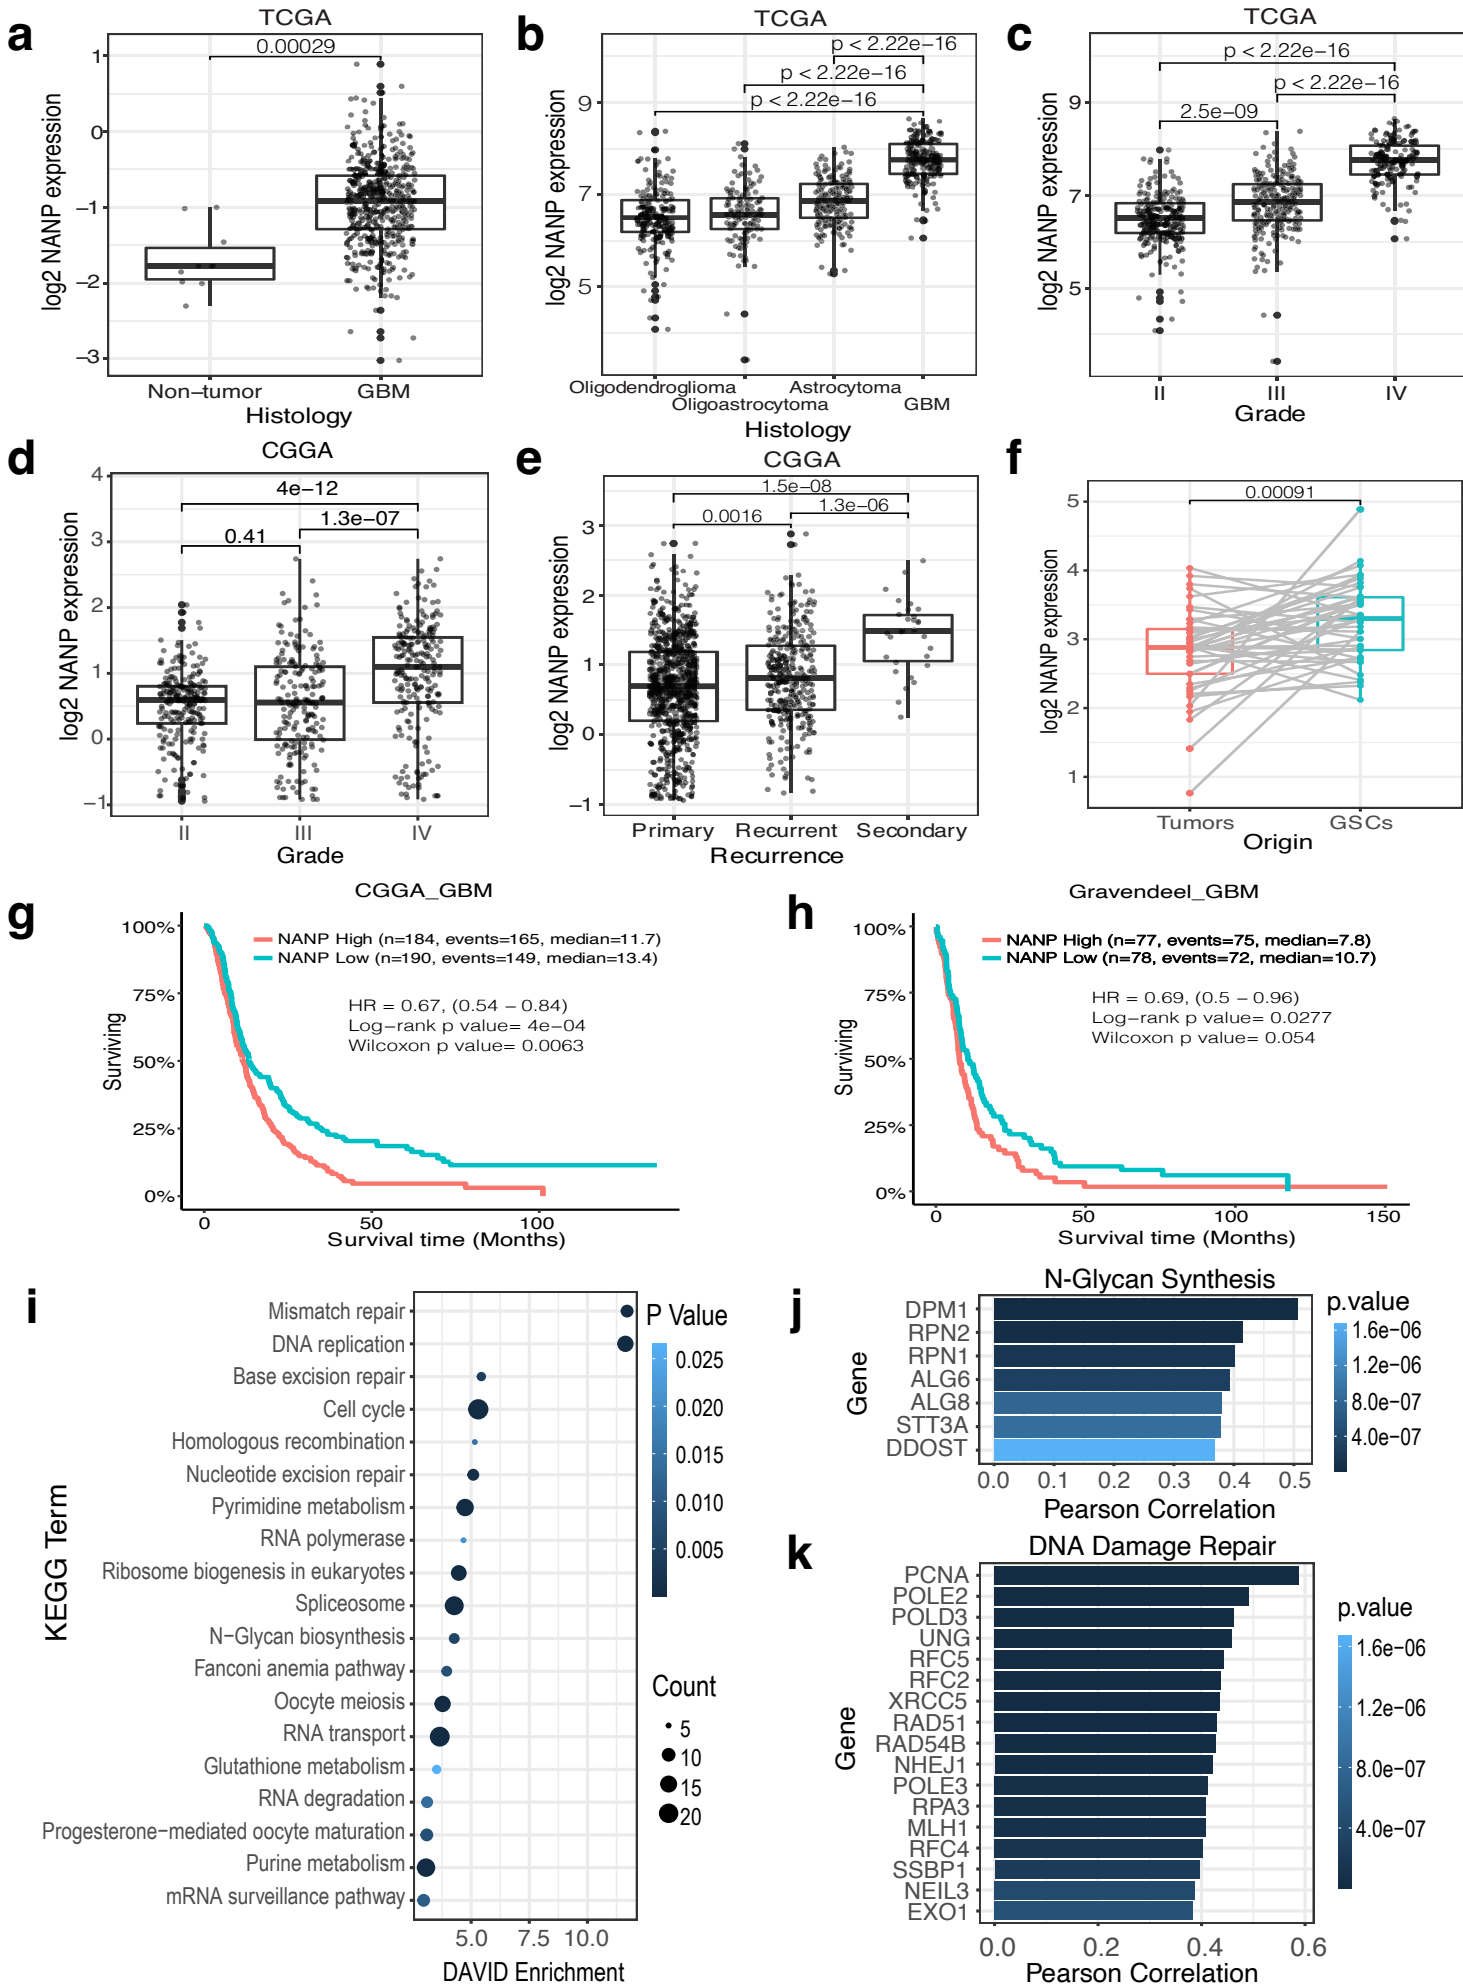 a
TCGA
log2 NANP expression
1
0
−1
−2
−3
0.00029
Non−tumor
GBM
Histology
b
TCGA
log2 NANP expression
9
7
5
p < 2.22e−16
p < 2.22e−16
p < 2.22e−16
Oligodendroglioma
Astrocytoma
Oligoastrocytoma
GBM
Histology
c
TCGA
log2 NANP expression
9
7
5
p < 2.22e−16
p < 2.22e−16
2.5e−09
II
III
IV
Grade
d
CGGA
log2 NANP expression
4
3
2
1
0
−1
4e−12
1.3e−07
0.41
II
III
IV
Grade
e
CGGA
log2 NANP expression
3
2
1
0
−1
1.5e−08
1.3e−06
0.0016
Primary
Recurrent
Secondary
Recurrence
f
log2 NANP expression
5
4
3
2
1
0.00091
Tumors
GSCs
Origin
g
CGGA_GBM
Surviving
100%
75%
50%
25%
0%
NANP High (n=184, events=165, median=11.7)
NANP Low (n=190, events=149, median=13.4)
HR = 0.67, (0.54 − 0.84)
Log−rank p value= 4e−04
Wilcoxon p value= 0.0063
0
50
100
Survival time (Months)
h
Gravendeel_GBM
Surviving
100%
75%
50%
25%
0%
NANP High (n=77, events=75, median=7.8)
NANP Low (n=78, events=72, median=10.7)
HR = 0.69, (0.5 − 0.96)
Log−rank p value= 0.0277
Wilcoxon p value= 0.054
0
50
100
150
Survival time (Months)
i
KEGG Term
Mismatch repair
DNA replication
Base excision repair
Cell cycle
Homologous recombination
Nucleotide excision repair
Pyrimidine metabolism
RNA polymerase
Ribosome biogenesis in eukaryotes
Spliceosome
N−Glycan biosynthesis
Fanconi anemia pathway
Oocyte meiosis
RNA transport
Glutathione metabolism
RNA degradation
Progesterone−mediated oocyte maturation
Purine metabolism
mRNA surveillance pathway
5.0
7.5
10.0
DAVID Enrichment
P Value
0.025
0.020
0.015
0.010
0.005
Count
5
10
15
20
j
N-Glycan Synthesis
Gene
DPM1
RPN2
RPN1
ALG6
ALG8
STT3A
DDOST
0.0
0.1
0.2
0.3
0.4
0.5
Pearson Correlation
p.value
1.6e−06
1.2e−06
8.0e−07
4.0e−07
k
DNA Damage Repair
Gene
PCNA
POLE2
POLD3
UNG
RFC5
RFC2
XRCC5
RAD51
RAD54B
NHEJ1
POLE3
RPA3
MLH1
RFC4
SSBP1
NEIL3
EXO1
0.0
0.2
0.4
0.6
Pearson Correlation
p.value
1.6e−06
1.2e−06
8.0e−07
4.0e−07